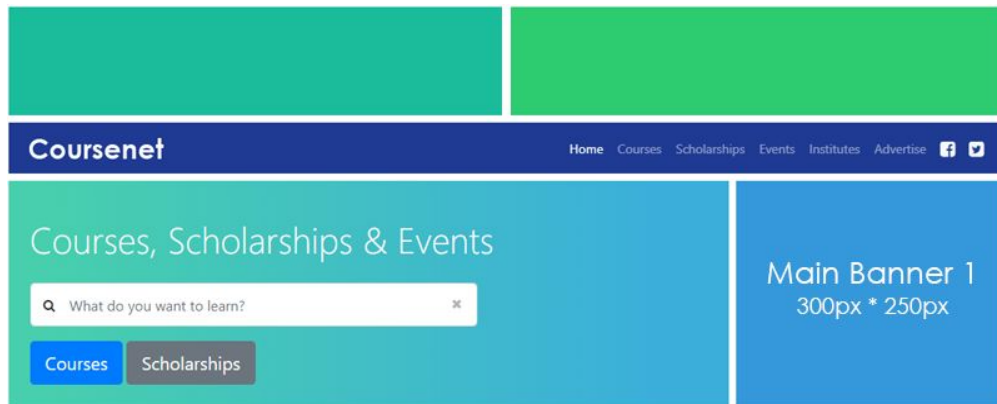 Coursenet
Home Courses Scholarships Events Institutes Advertise
Courses, Scholarships & Events
What do you want to learn?
Courses Scholarships
Main Banner 1
300px * 250px